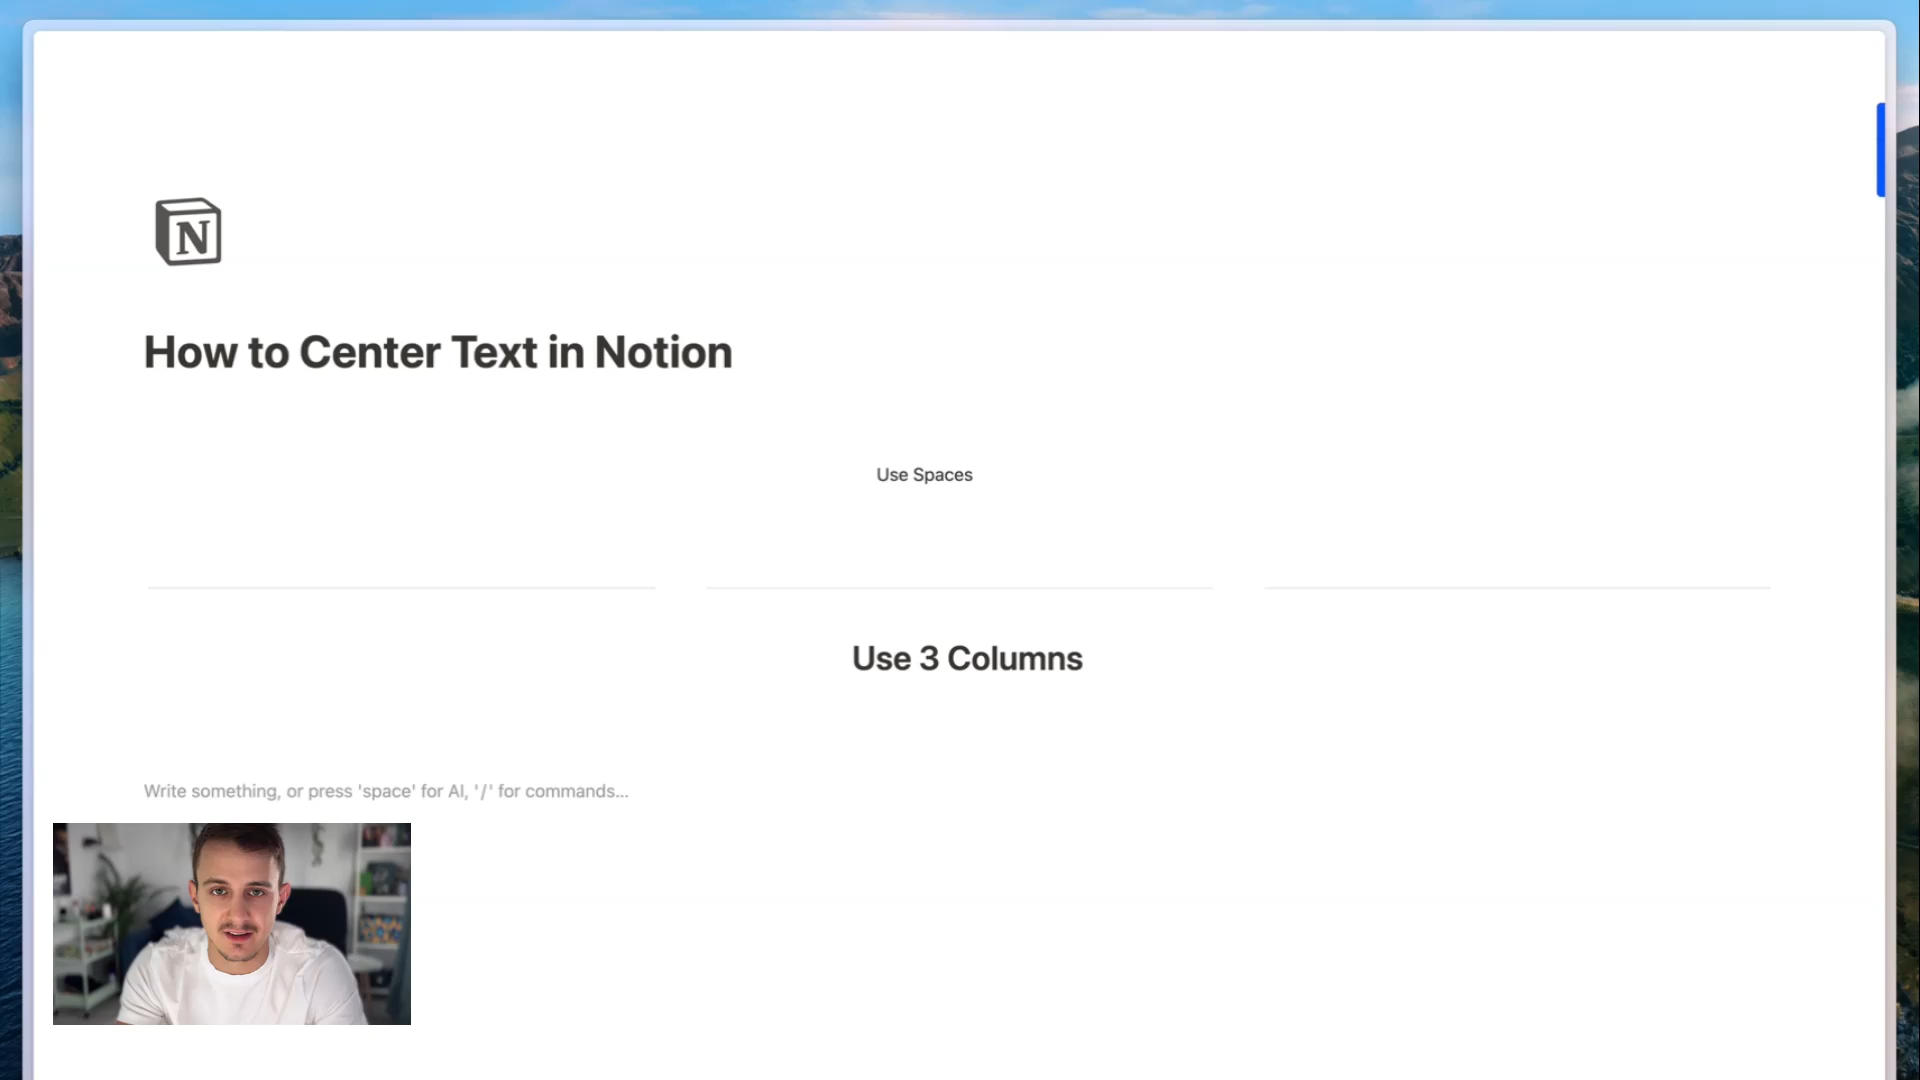 N
How to Center Text in Notion
Use Spaces
Use 3 Columns
Write something, or press 'space' for AI, '/' for commands...